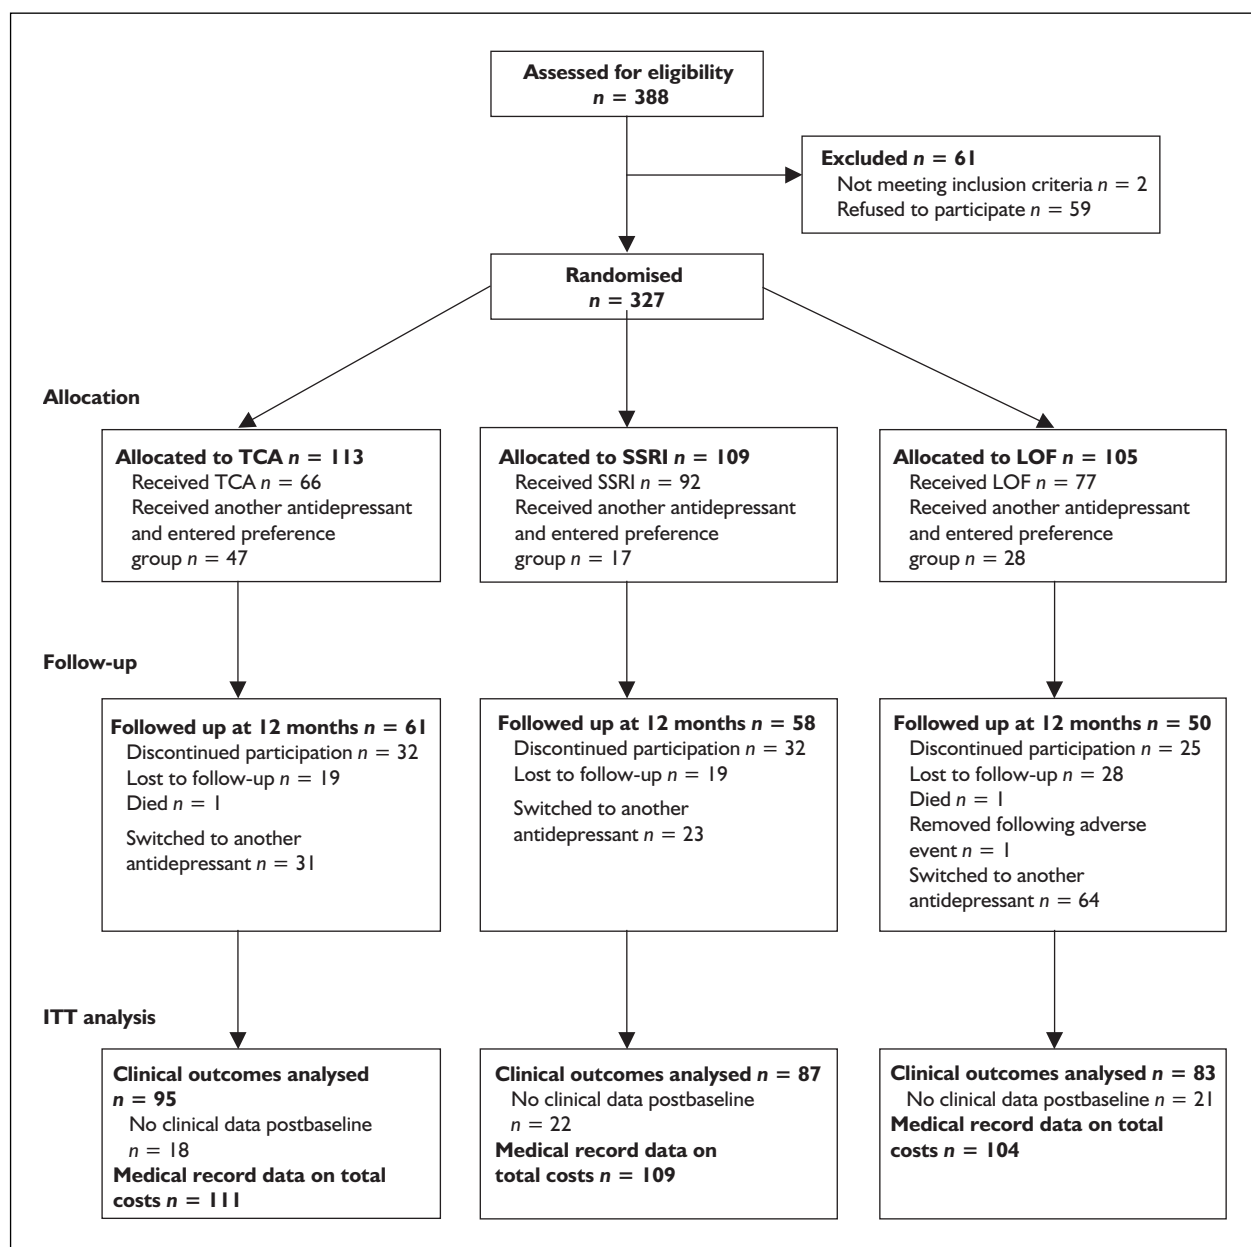 Assessed for eligibility
n = 388
Excluded n = 61
Not meeting inclusion criteria n = 2
Refused to participate n = 59
Randomised
n = 327
Allocation
Allocated to TCA n = 113
Received TCA n = 66
Received another antidepressant
and entered preference
group n = 47
Allocated to SSRI n = 109
Received SSRI n = 92
Received another antidepressant
and entered preference
group n = 17
Allocated to LOF n = 105
Received LOF n = 77
Received another antidepressant
and entered preference
group n = 28
Follow-up
Followed up at 12 months n = 61
Discontinued participation n = 32
Lost to follow-up n = 19
Died n = 1
Switched to another
antidepressant n = 31
Followed up at 12 months n = 58
Discontinued participation n = 32
Lost to follow-up n = 19
Switched to another
antidepressant n = 23
Followed up at 12 months n = 50
Discontinued participation n = 25
Lost to follow-up n = 28
Died n = 1
Removed following adverse
event n = 1
Switched to another
antidepressant n = 64
ITT analysis
Clinical outcomes analysed
n = 95
No clinical data postbaseline
n = 18
Medical record data on total
costs n = 111
Clinical outcomes analysed n = 87
No clinical data postbaseline
n = 22
Medical record data on
total costs n = 109
Clinical outcomes analysed n = 83
No clinical data postbaseline n = 21
Medical record data on total
costs n = 104